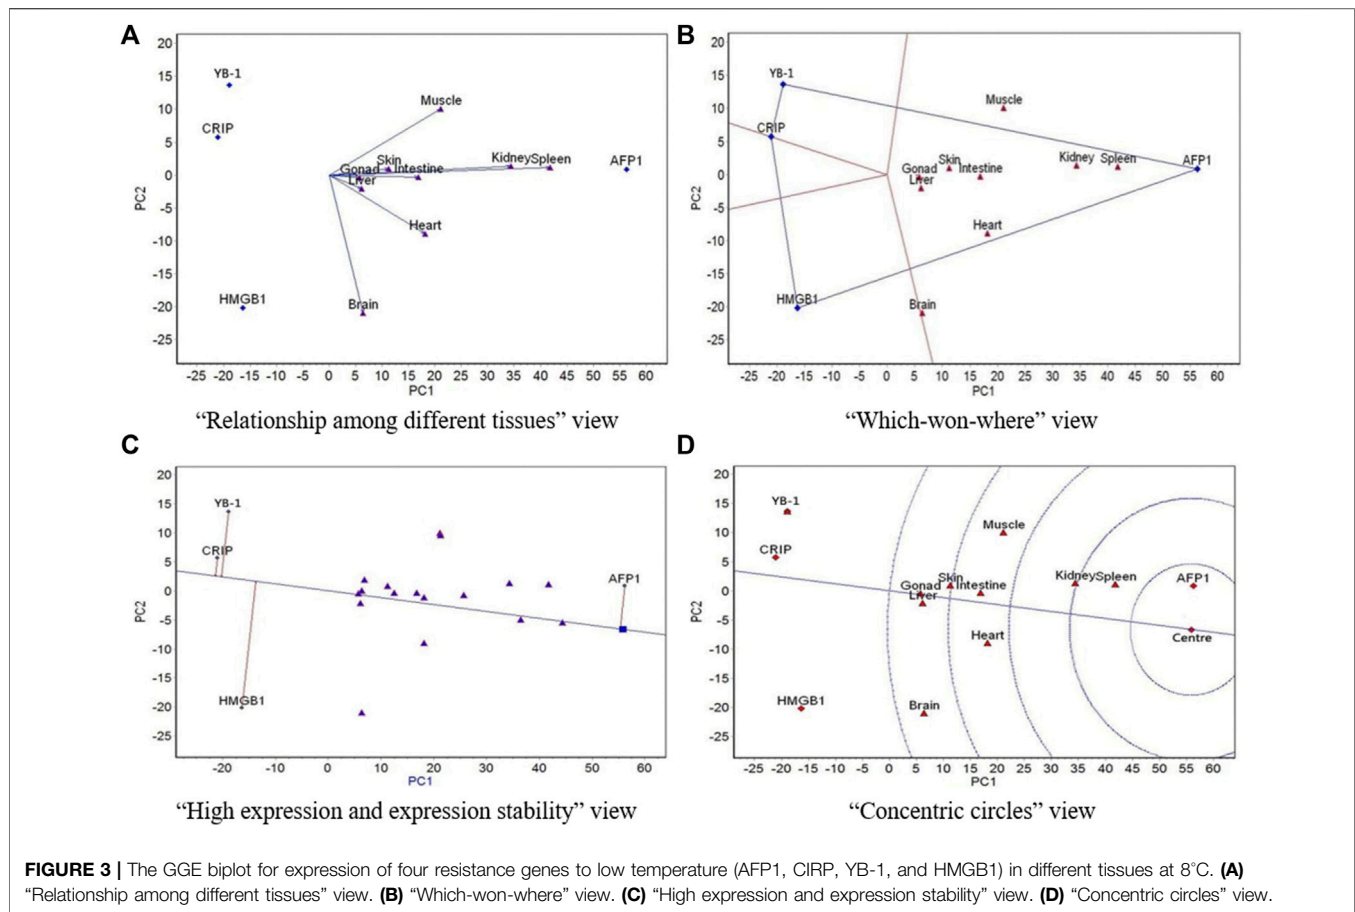 A
20
15
10
5
0
-5
-10
-15
-20
-25
PC2
YB-1
CRIP
HMGB1
Muscle
Skin
Gonad
Intestine
Liver
Kidney
Spleen
AFP1
Heart
Brain
-25 -20 -15 -10 -5 0 5 10 15 20 25 30 35 40 45 50 55 60
PC1
“Relationship among different tissues” view
B
20
15
10
5
0
-5
-10
-15
-20
-25
PC2
YB-1
CRIP
HMGB1
Muscle
Skin
Gonad
Intestine
Liver
Kidney
Spleen
AFP1
Heart
Brain
-25 -20 -15 -10 -5 0 5 10 15 20 25 30 35 40 45 50 55 60
PC1
“Which-won-where” view
C
20
15
10
5
0
-5
-10
-15
-20
-25
PC2
YB-1
CRIP
HMGB1
AFP1
-20 -10 0 10 20 30 40 50 60
PC1
“High expression and expression stability” view
D
20
15
10
5
0
-5
-10
-15
-20
-25
PC2
YB-1
CRIP
HMGB1
Muscle
Skin
Gonad
Intestine
Liver
Kidney
Spleen
AFP1
Centre
Heart
Brain
-25 -20 -15 -10 -5 0 5 10 15 20 25 30 35 40 45 50 55 60
PC1
“Concentric circles” view
FIGURE 3 | The GGE biplot for expression of four resistance genes to low temperature (AFP1, CIRP, YB-1, and HMGB1) in different tissues at 8°C. (A)
“Relationship among different tissues” view. (B) “Which-won-where” view. (C) “High expression and expression stability” view. (D) “Concentric circles” view.